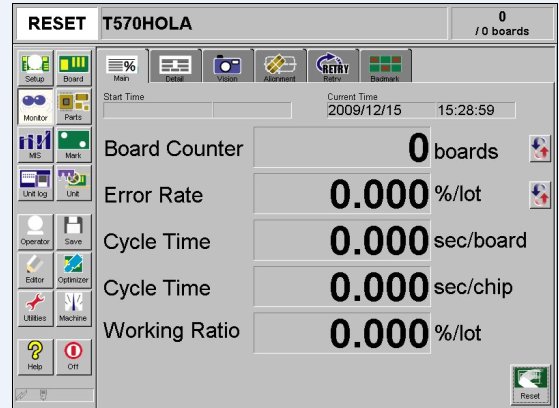 RESET T570HOLA 0
/ 0 boards
Main Detail Vision Alignment Retry Badmark
RETRY
Setup Board
Monitor Parts
MIS Mark
Unit log Unit
Operator Save
Editor Optimizer
Utilities Machine
Help Off
Start Time Current Time
2009/12/15 15:28:59
Board Counter 0 boards
Error Rate 0.000 %/lot
Cycle Time 0.000 sec/board
Cycle Time 0.000 sec/chip
Working Ratio 0.000 %/lot
Reset